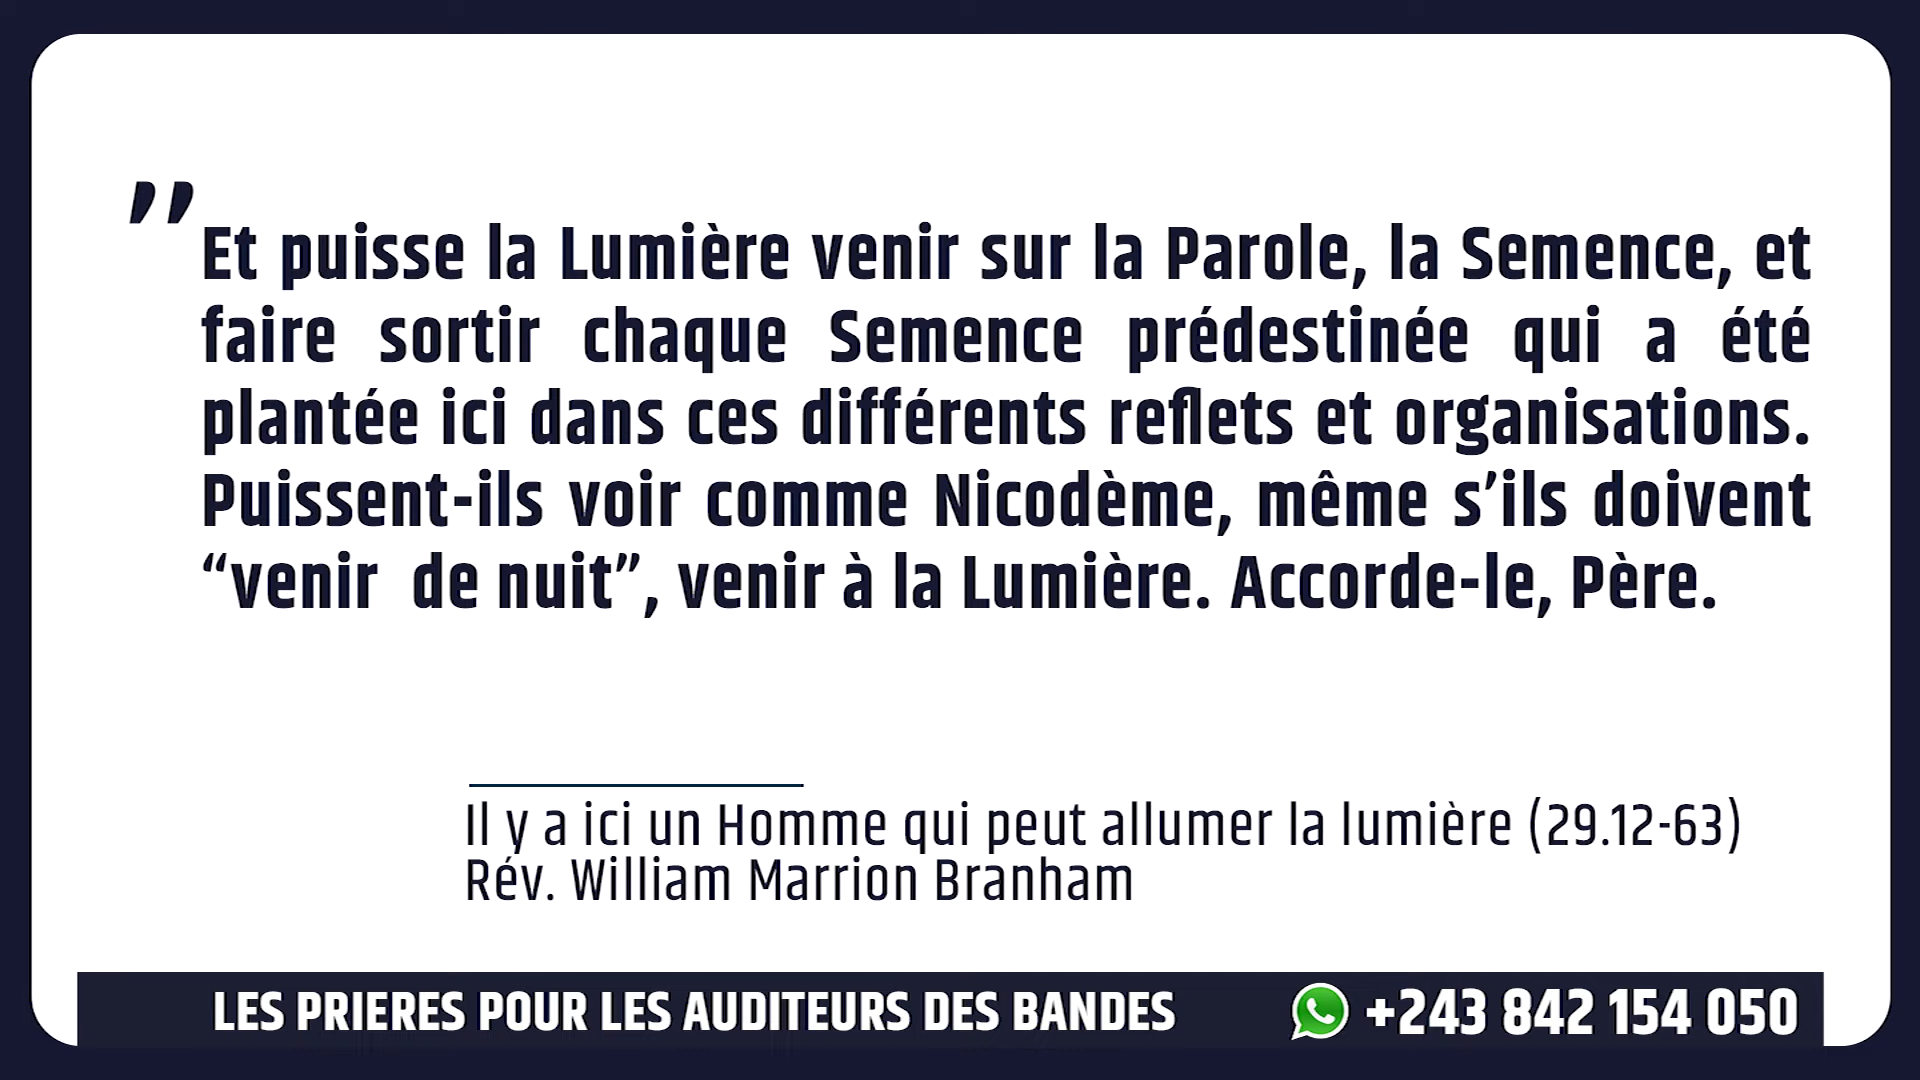 ”
Et puisse la Lumière venir sur la Parole, la Semence, et
faire sortir chaque Semence prédestinée qui a été
plantée ici dans ces différents reflets et organisations.
Puissent-ils voir comme Nicodème, même s’ils doivent
“venir de nuit”, venir à la Lumière. Accorde-le, Père.
Il y a ici un Homme qui peut allumer la lumière (29.12-63)
Rév. William Marrion Branham
LES PRIERES POUR LES AUDITEURS DES BANDES
+243 842 154 050